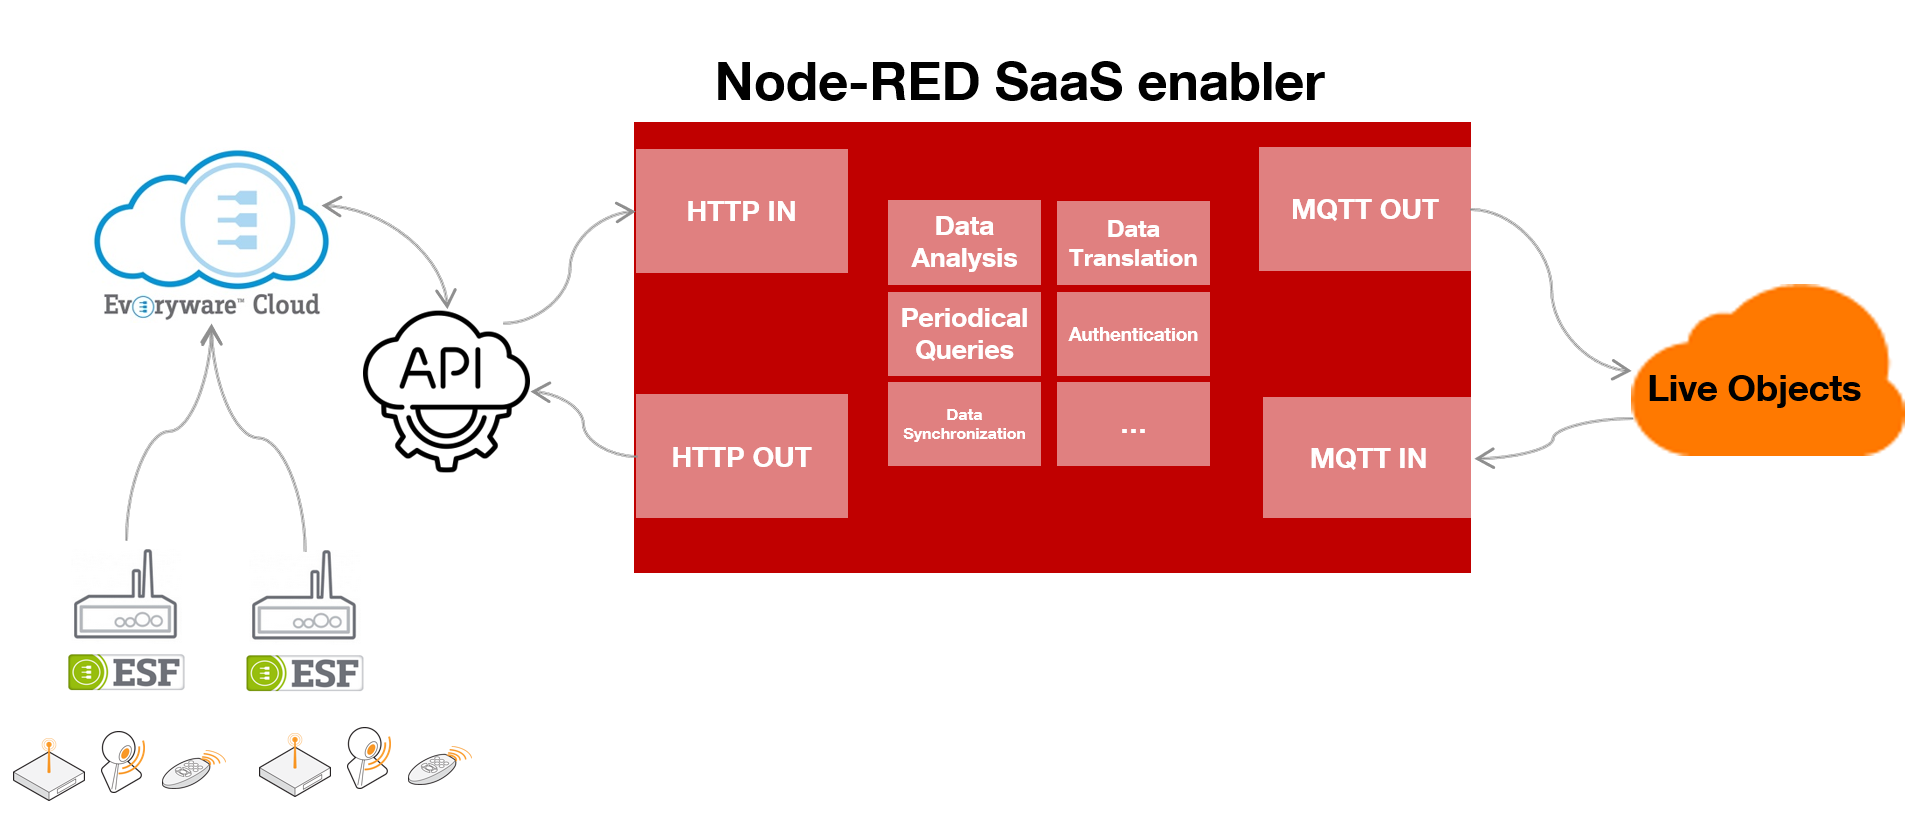 Node-RED SaaS enabler
HTTP IN
MQTT OUT
Data
Analysis
Data
Translation
Everyware™ Cloud
Periodical
Queries
Authentication
API
Live Objects
Data
Synchronization
...
HTTP OUT
MQTT IN
ESF
ESF